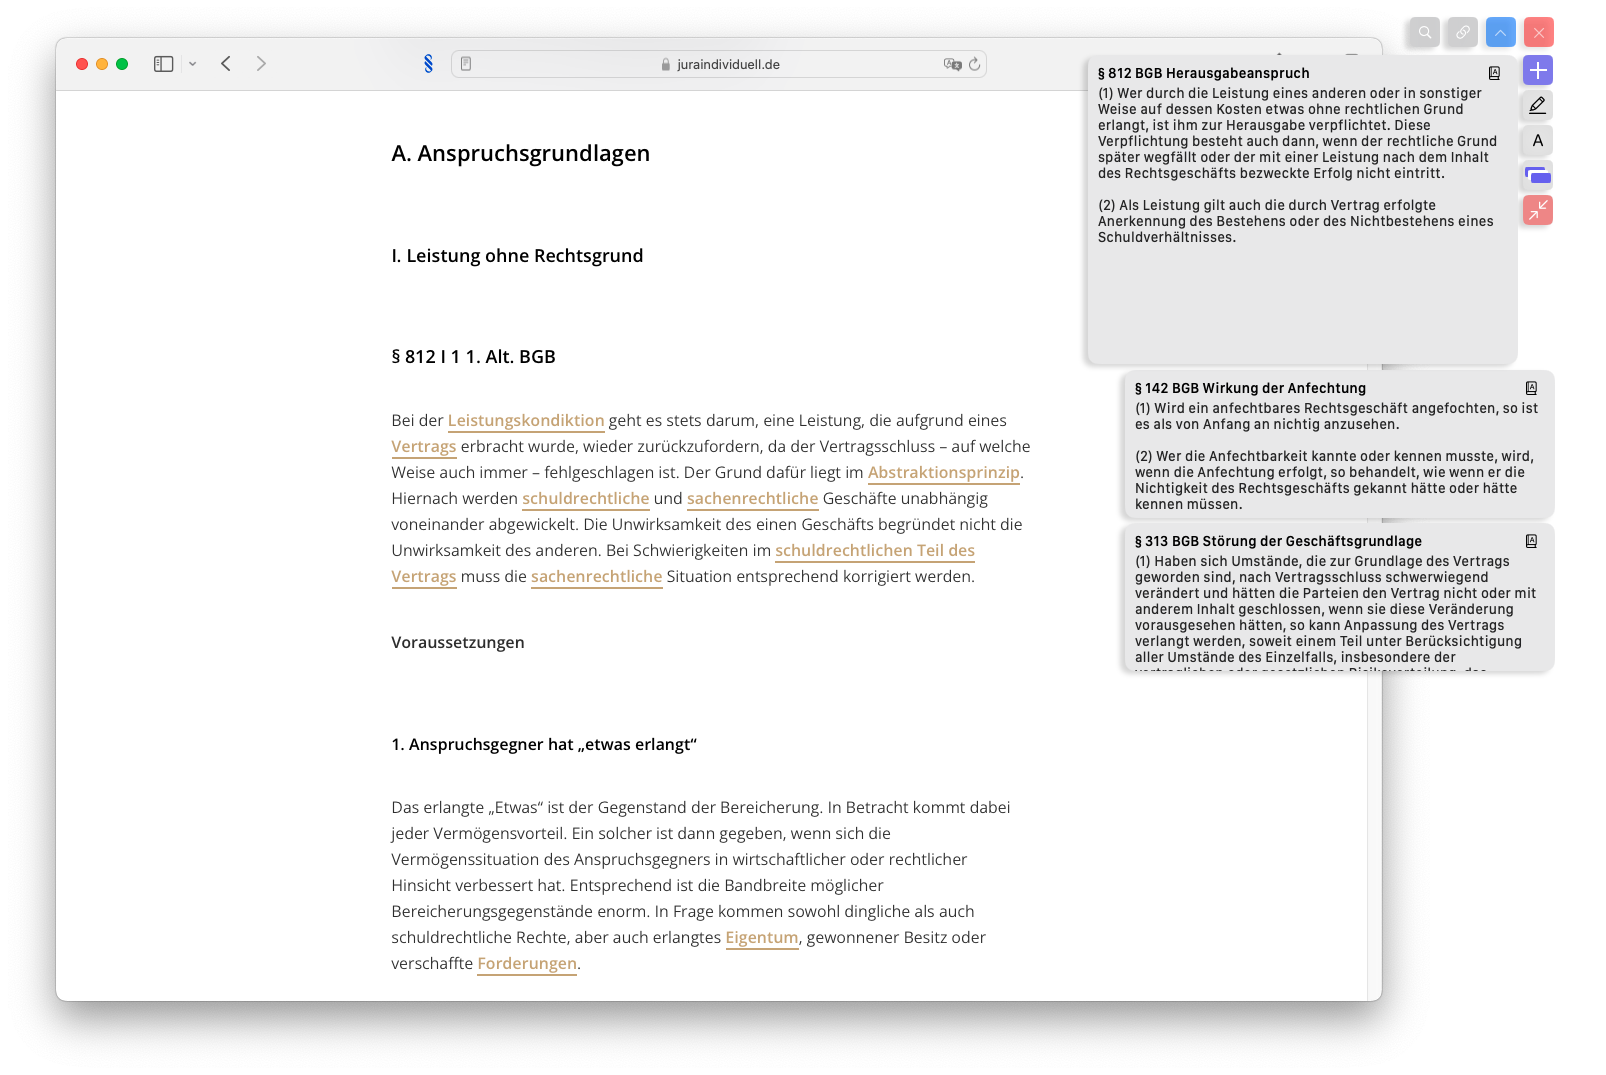 §
juraindividuell.de
A. Anspruchsgrundlagen
I. Leistung ohne Rechtsgrund
§ 812 I 1 1. Alt. BGB
Bei der Leistungskondiktion geht es stets darum, eine Leistung, die aufgrund eines
Vertrags erbracht wurde, wieder zurückzufordern, da der Vertragsschluss – auf welche
Weise auch immer – fehlgeschlagen ist. Der Grund dafür liegt im Abstraktionsprinzip.
Hiernach werden schuldrechtliche und sachenrechtliche Geschäfte unabhängig
voneinander abgewickelt. Die Unwirksamkeit des einen Geschäfts begründet nicht die
Unwirksamkeit des anderen. Bei Schwierigkeiten im schuldrechtlichen Teil des
Vertrags muss die sachenrechtliche Situation entsprechend korrigiert werden.
Voraussetzungen
1. Anspruchsgegner hat „etwas erlangt“
Das erlangte „Etwas“ ist der Gegenstand der Bereicherung. In Betracht kommt dabei
jeder Vermögensvorteil. Ein solcher ist dann gegeben, wenn sich die
Vermögenssituation des Anspruchsgegners in wirtschaftlicher oder rechtlicher
Hinsicht verbessert hat. Entsprechend ist die Bandbreite möglicher
Bereicherungsgegenstände enorm. In Frage kommen sowohl dingliche als auch
schuldrechtliche Rechte, aber auch erlangtes Eigentum, gewonnener Besitz oder
verschaffte Forderungen.
§ 812 BGB Herausgabeanspruch
(1) Wer durch die Leistung eines anderen oder in sonstiger
Weise auf dessen Kosten etwas ohne rechtlichen Grund
erlangt, ist ihm zur Herausgabe verpflichtet. Diese
Verpflichtung besteht auch dann, wenn der rechtliche Grund
später wegfällt oder der mit einer Leistung nach dem Inhalt
des Rechtsgeschäfts bezweckte Erfolg nicht eintritt.
(2) Als Leistung gilt auch die durch Vertrag erfolgte
Anerkennung des Bestehens oder des Nichtbestehens eines
Schuldverhältnisses.
A
§ 142 BGB Wirkung der Anfechtung
(1) Wird ein anfechtbares Rechtsgeschäft angefochten, so ist
es als von Anfang an nichtig anzusehen.
(2) Wer die Anfechtbarkeit kannte oder kennen musste, wird,
wenn die Anfechtung erfolgt, so behandelt, wie wenn er die
Nichtigkeit des Rechtsgeschäfts gekannt hätte oder hätte
kennen müssen.
§ 313 BGB Störung der Geschäftsgrundlage
(1) Haben sich Umstände, die zur Grundlage des Vertrags
geworden sind, nach Vertragsschluss schwerwiegend
verändert und hätten die Parteien den Vertrag nicht oder mit
anderem Inhalt geschlossen, wenn sie diese Veränderung
vorausgesehen hätten, so kann Anpassung des Vertrags
verlangt werden, soweit einem Teil unter Berücksichtigung
aller Umstände des Einzelfalls, insbesondere der